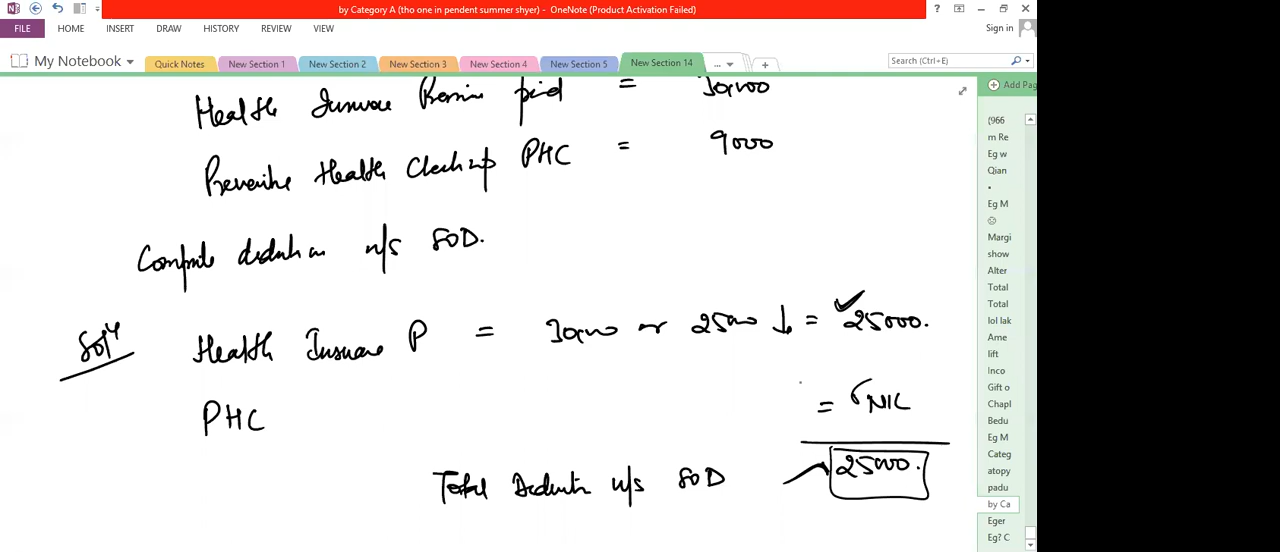 by Category A (tho one in pendent summer shyer) - OneNote (Product Activation Failed)
Sign in
FILE HOME INSERT DRAW HISTORY REVIEW VIEW
My Notebook Quick Notes New Section 1 New Section 2 New Section 3 New Section 4 New Section 5 New Section 14 ... +
Search (Ctrl+E)
Add Pag
(966
m Re
Eg w
Qian
•
Eg M
☹
Margi
show
Alter
Total
Total
lol lak
Ame
lift
Inco
Gift o
Chapl
Bedu
Eg M
Categ
atopy
padu
by Ca
Eger
Eg? C
Health Insurance Premium paid =
Preventive Health Checkup PHC = 9000
Compute deduction u/s 80D.
Solⁿ Health Insurance P = 30,000 or 25000 ↓ = ✓25000.
PHC = NIL
Total Deduction u/s 80D 25000.